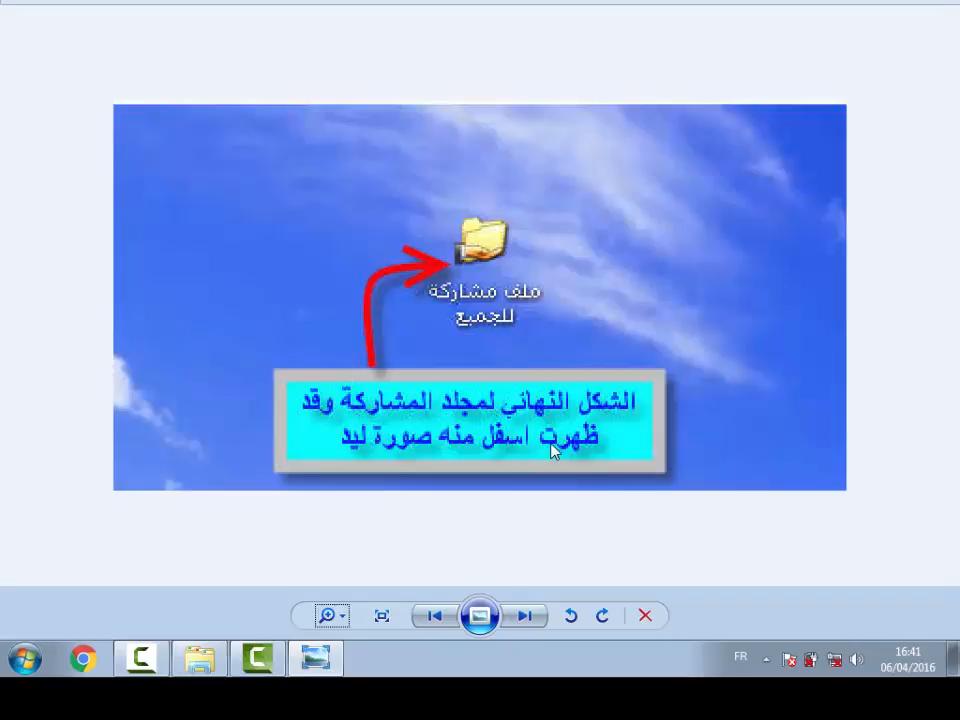 ملف مشاركة
للجميع
الشكل النهائي لمجلد المشاركة وقد
ظهرت اسفل منه صورة ليد
FR
16:41
06/04/2016